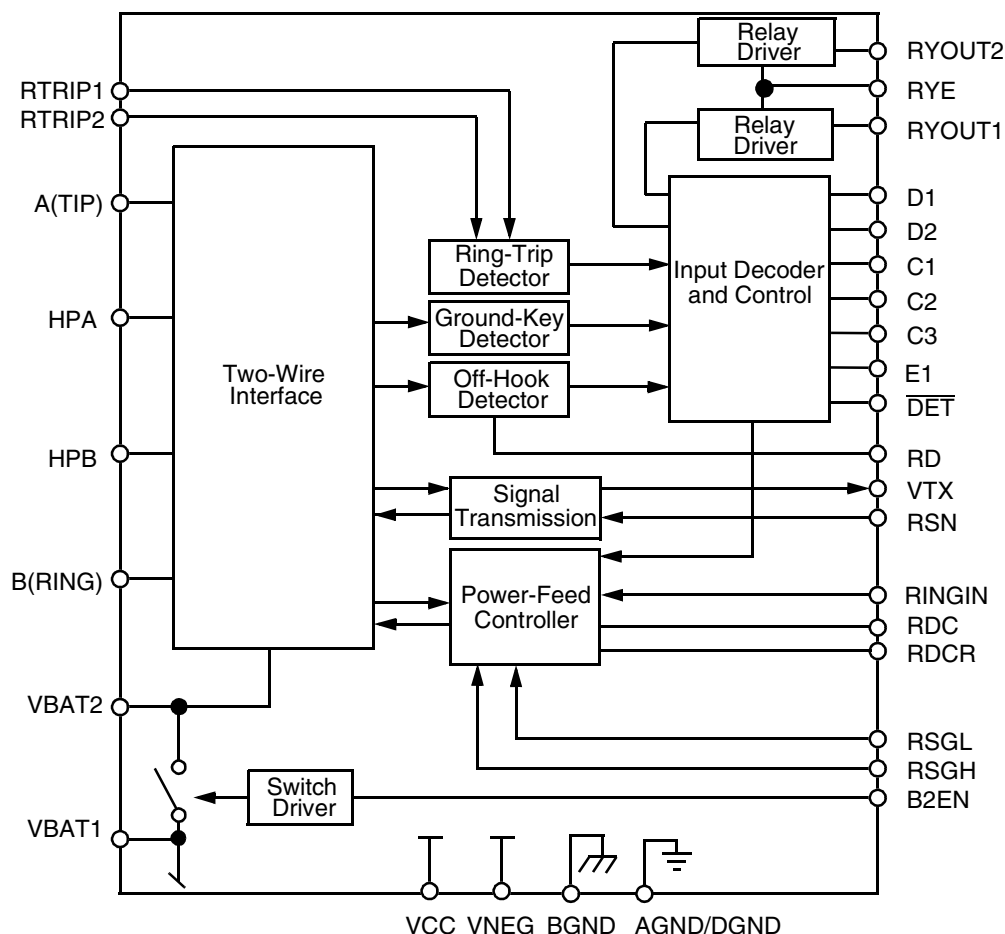 Relay
Driver
RYOUT2
RTRIP1
RYE
RTRIP2
Relay
Driver
RYOUT1
A(TIP)
D1
D2
Ring-Trip
Detector
Input Decoder
and Control
C1
C2
HPA
Ground-Key
Detector
C3
Two-Wire
Interface
Off-Hook
Detector
E1
DET
HPB
RD
Signal
Transmission
VTX
RSN
B(RING)
Power-Feed
Controller
RINGIN
RDC
RDCR
VBAT2
RSGL
RSGH
Switch
Driver
B2EN
VBAT1
VCC VNEG BGND AGND/DGND